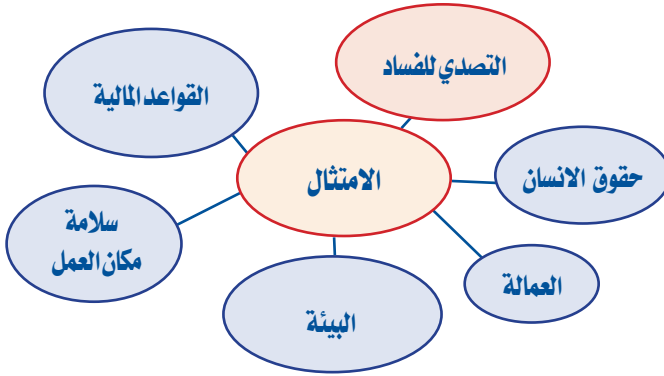 التصدي للفساد
القواعد المالية
الامتثال
حقوق الانسان
سلامة
مكان العمل
العمالة
البيئة